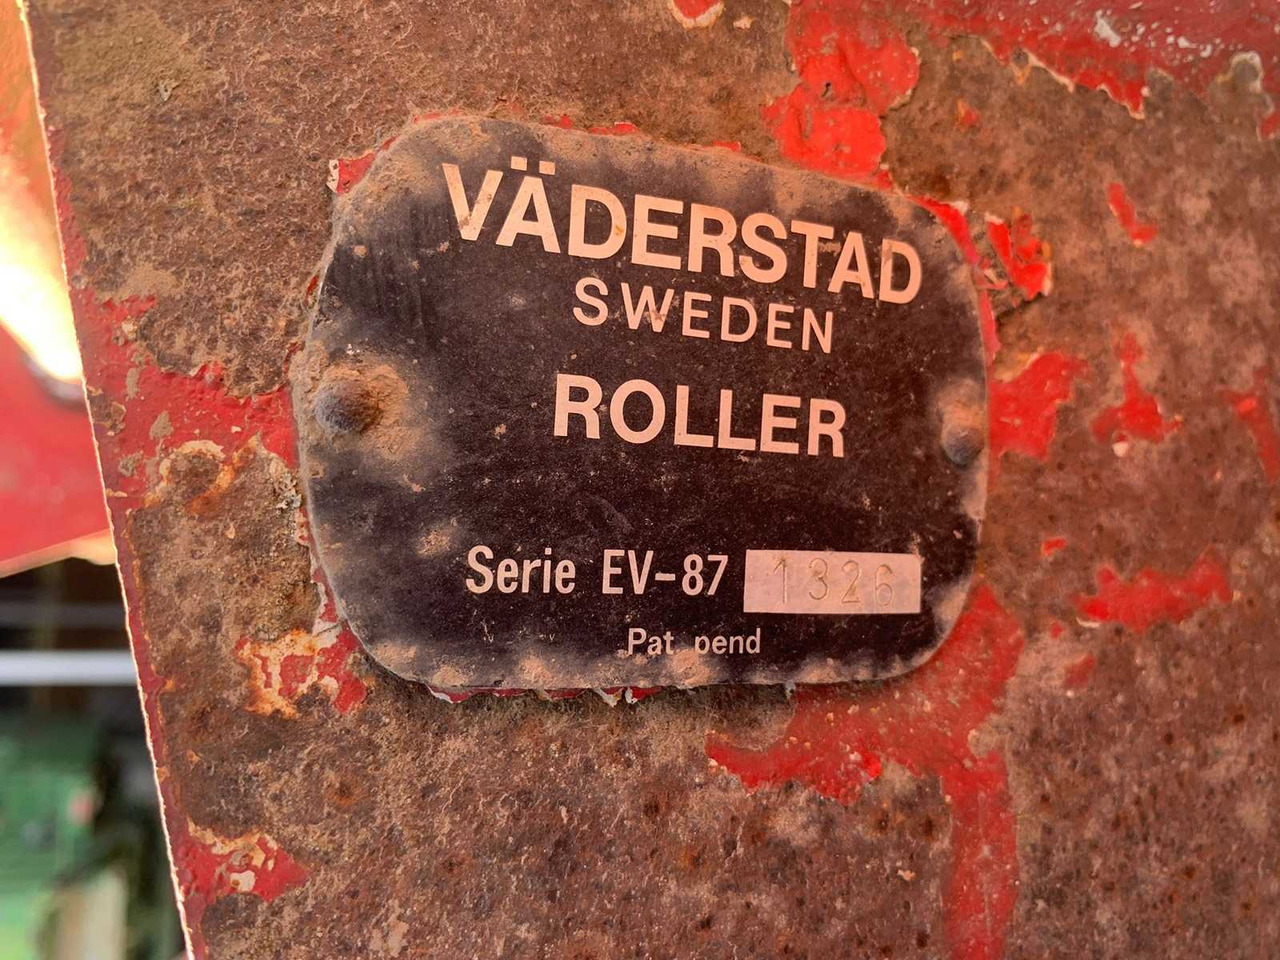 VÄDERSTAD
SWEDEN
ROLLER
Serie EV-87 1326
Pat pend